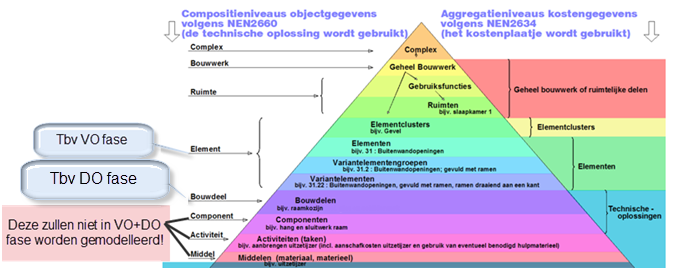 Compositieniveaus objectgegevens
volgens NEN2660
(de technische oplossing wordt gebruikt)
Aggregatieniveaus kostengegevens
volgens NEN2634
(het kostenplaatje wordt gebruikt)
Complex
Complex
Bouwwerk
Geheel Bouwwerk
Gebruiksfuncties
Ruimte
Geheel bouwwerk of ruimtelijke delen
Ruimten
bijv. slaapkamer 1
Tbv VO fase
Elementclusters
bijv. Gevel
Elementclusters
Element
Elementen
bijv. 31 : Buitenwandopeningen
Variantelementengroepen
bijv. 31.2 : Buitenwandopeningen; gevuld met ramen
Elementen
Tbv DO fase
Variantelementen
bijv. 31.22 : Buitenwandopeningen, gevuld met ramen, ramen draaiend aan een kant
Bouwdeel
Bouwdelen
bijv. raamkozijn
Deze zullen niet in VO+DO
fase worden gemodelleerd!
Component
Componenten
bijv. hang en sluitwerk raam
Technische -
oplossingen
Activiteit
Activiteiten (taken)
bijv. aanbrengen uitzetijzer (incl. aanschafkosten uitzetijzer en gebruik van eventueel benodigd hulpmaterieel)
Middel
Middelen (materiaal, materieel)
bijv. uitzetijzer